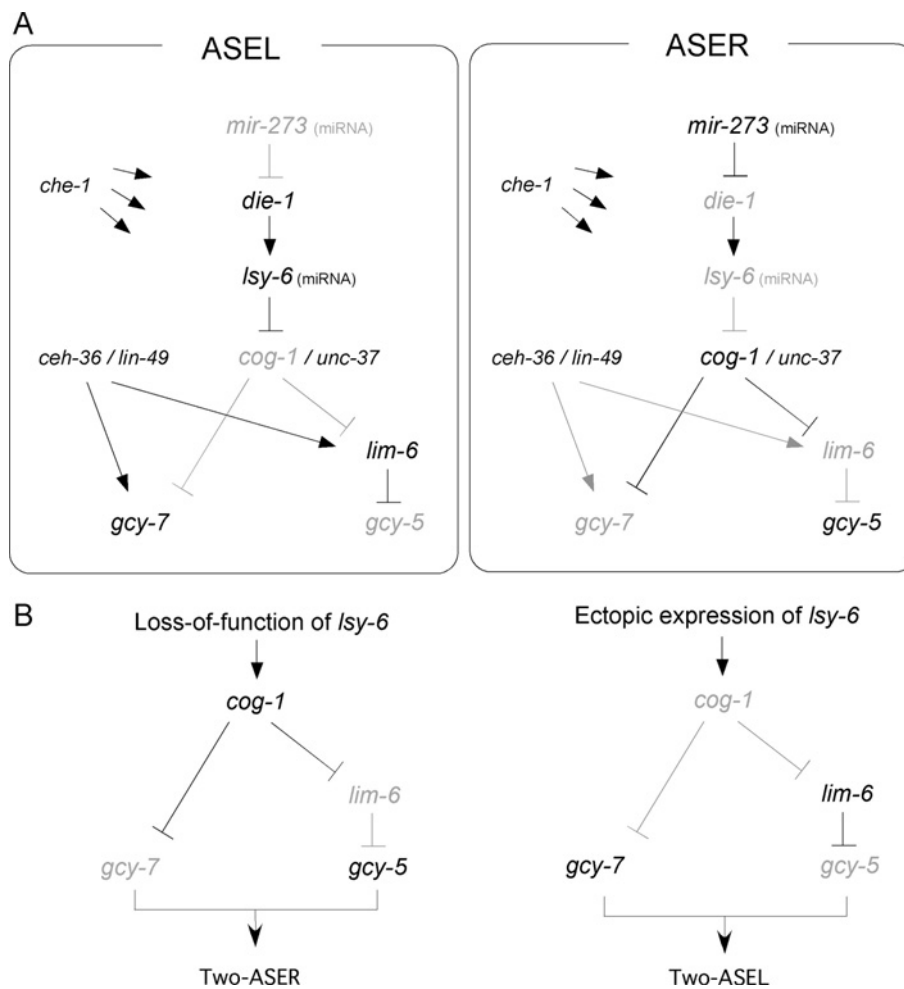 A
ASEL
ASER
mir-273 (miRNA)
mir-273 (miRNA)
che-1
die-1
che-1
die-1
lsy-6 (miRNA)
lsy-6 (miRNA)
ceh-36 / lin-49
cog-1 / unc-37
ceh-36 / lin-49
cog-1 / unc-37
lim-6
lim-6
gcy-7
gcy-5
gcy-7
gcy-5
B
Loss-of-function of lsy-6
Ectopic expression of lsy-6
cog-1
cog-1
lim-6
lim-6
gcy-7
gcy-5
gcy-7
gcy-5
Two-ASER
Two-ASEL